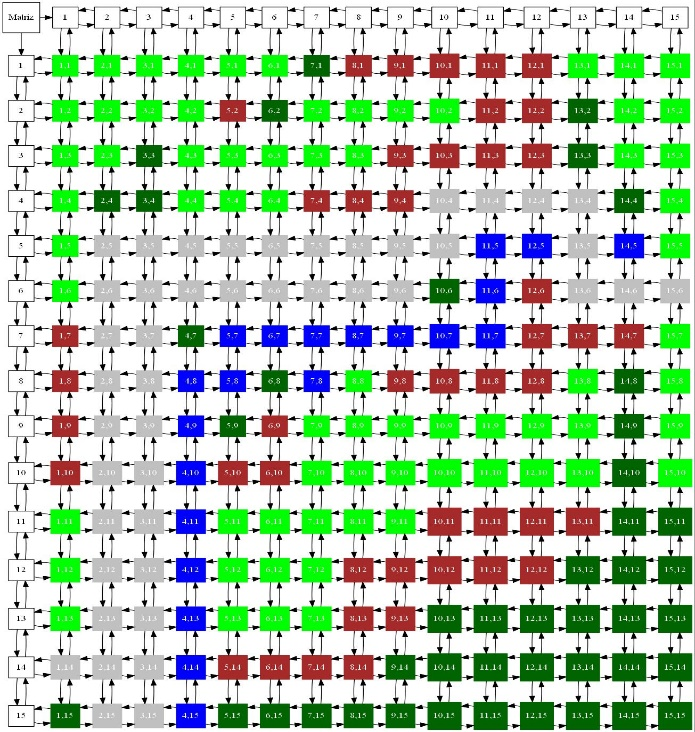 Matriz 1 2 3 4 5 6 7 8 9 10 11 12 13 14 15
1 1,1 2,1 3,1 4,1 5,1 6,1 7,1 8,1 9,1 10,1 11,1 12,1 13,1 14,1 15,1
2 1,2 2,2 3,2 4,2 5,2 6,2 7,2 8,2 9,2 10,2 11,2 12,2 13,2 14,2 15,2
3 1,3 2,3 3,3 4,3 5,3 6,3 7,3 8,3 9,3 10,3 11,3 12,3 13,3 14,3 15,3
4 1,4 2,4 3,4 4,4 5,4 6,4 7,4 8,4 9,4 10,4 11,4 12,4 13,4 14,4 15,4
5 1,5 2,5 3,5 4,5 5,5 6,5 7,5 8,5 9,5 10,5 11,5 12,5 13,5 14,5 15,5
6 1,6 2,6 3,6 4,6 5,6 6,6 7,6 8,6 9,6 10,6 11,6 12,6 13,6 14,6 15,6
7 1,7 2,7 3,7 4,7 5,7 6,7 7,7 8,7 9,7 10,7 11,7 12,7 13,7 14,7 15,7
8 1,8 2,8 3,8 4,8 5,8 6,8 7,8 8,8 9,8 10,8 11,8 12,8 13,8 14,8 15,8
9 1,9 2,9 3,9 4,9 5,9 6,9 7,9 8,9 9,9 10,9 11,9 12,9 13,9 14,9 15,9
10 1,10 2,10 3,10 4,10 5,10 6,10 7,10 8,10 9,10 10,10 11,10 12,10 13,10 14,10 15,10
11 1,11 2,11 3,11 4,11 5,11 6,11 7,11 8,11 9,11 10,11 11,11 12,11 13,11 14,11 15,11
12 1,12 2,12 3,12 4,12 5,12 6,12 7,12 8,12 9,12 10,12 11,12 12,12 13,12 14,12 15,12
13 1,13 2,13 3,13 4,13 5,13 6,13 7,13 8,13 9,13 10,13 11,13 12,13 13,13 14,13 15,13
14 1,14 2,14 3,14 4,14 5,14 6,14 7,14 8,14 9,14 10,14 11,14 12,14 13,14 14,14 15,14
15 1,15 2,15 3,15 4,15 5,15 6,15 7,15 8,15 9,15 10,15 11,15 12,15 13,15 14,15 15,15